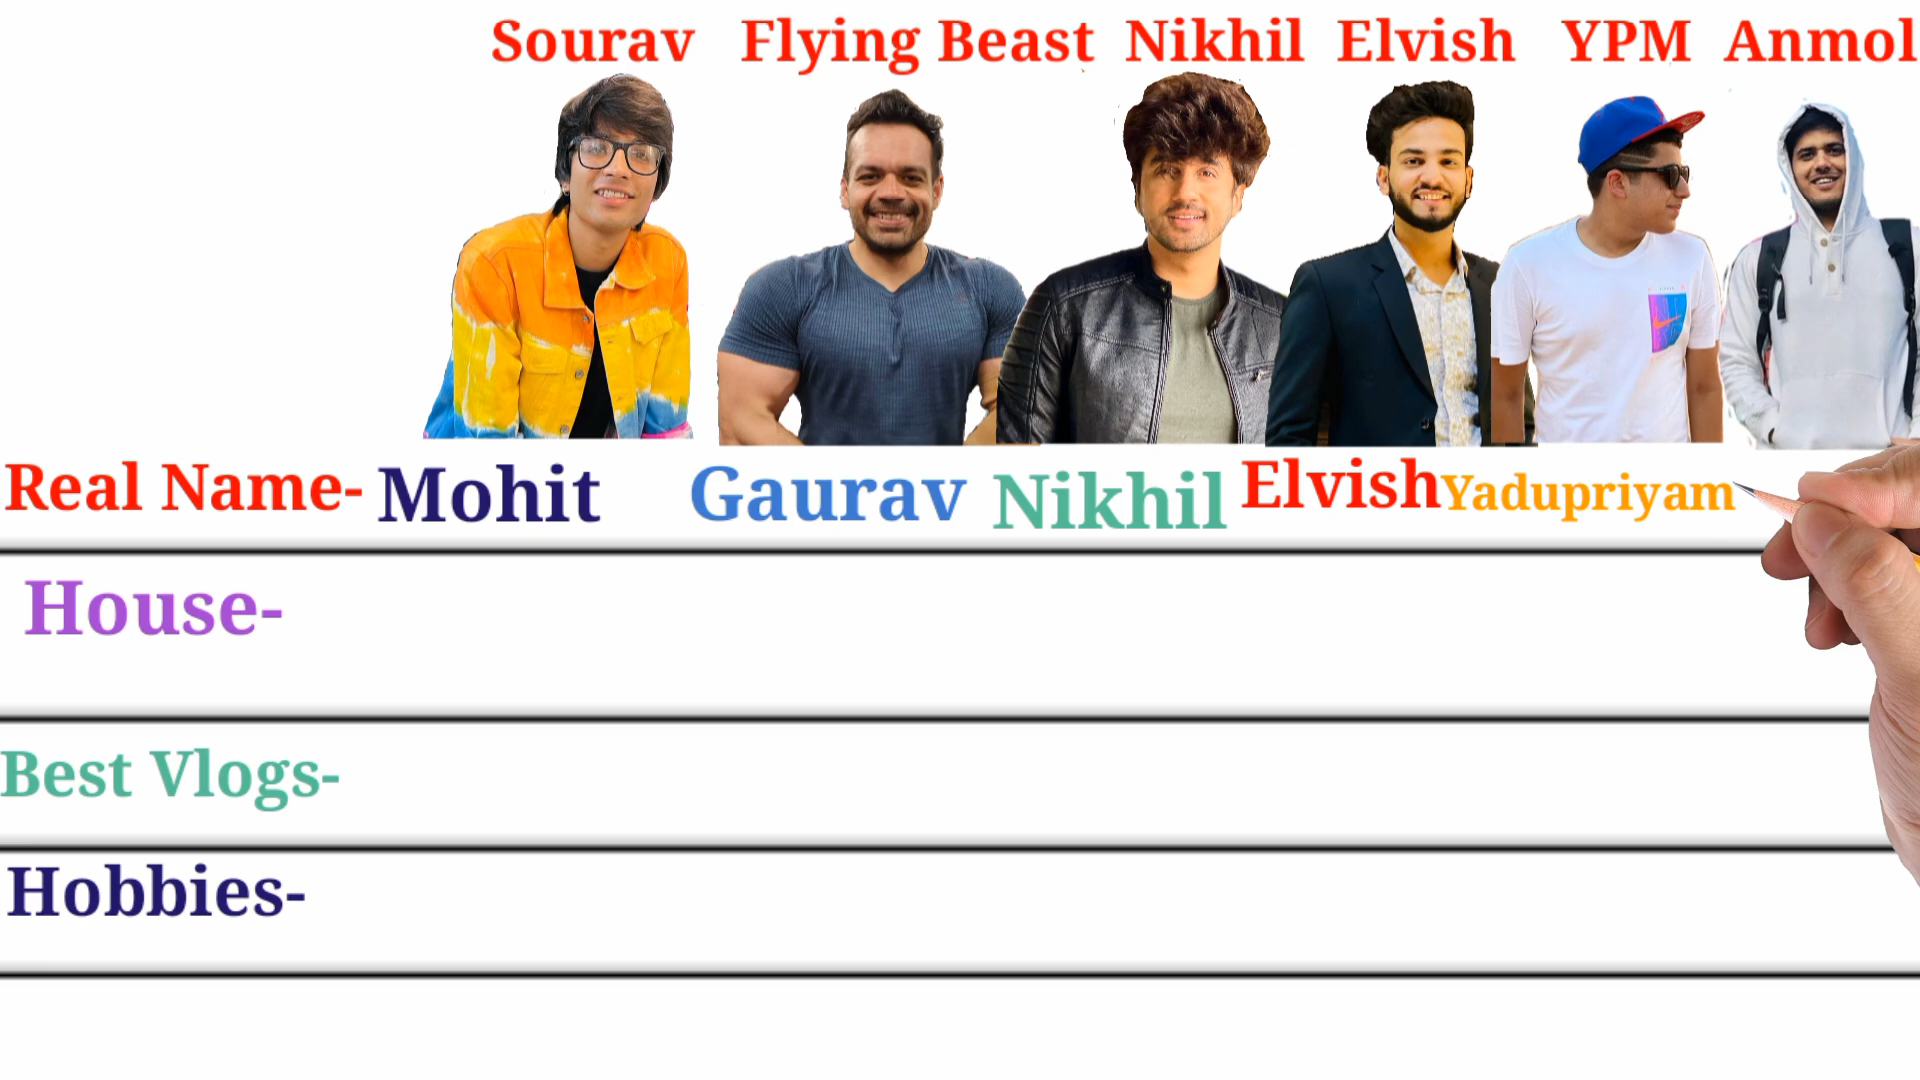 Sourav Flying Beast Nikhil Elvish YPM Anmol
Real Name- Mohit Gaurav Nikhil Elvish Yadupriyam
House-
Best Vlogs-
Hobbies-